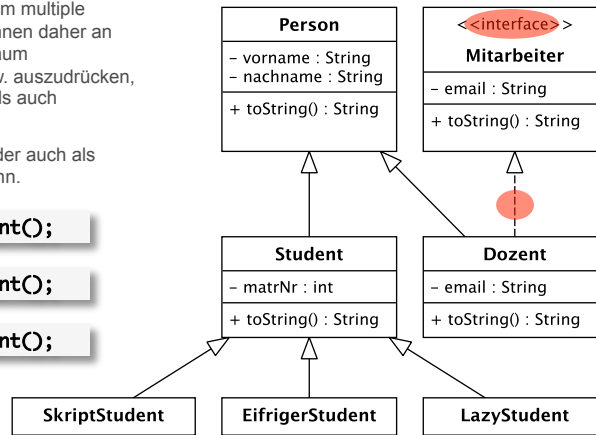 m multiple
nnen daher an
aum
v. auszudrücken,
ls auch
der auch als
nn.
nt();
nt();
nt();
Person
– vorname : String
– nachname : String
+ toString() : String
<<interface>>
Mitarbeiter
– email : String
+ toString() : String
Student
– matrNr : int
+ toString() : String
Dozent
– email : String
+ toString() : String
SkriptStudent
EifrigerStudent
LazyStudent